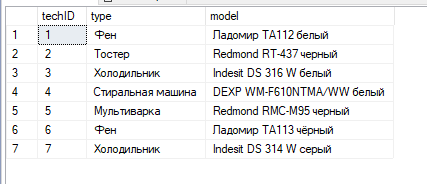 techID type model
1 1 Фен Ладомир ТА112 белый
2 2 Тостер Redmond RT-437 черный
3 3 Холодильник Indesit DS 316 W белый
4 4 Стиральная машина DEXP WM-F610NTMA/WW белый
5 5 Мультиварка Redmond RMC-M95 черный
6 6 Фен Ладомир ТА113 чёрный
7 7 Холодильник Indesit DS 314 W серый